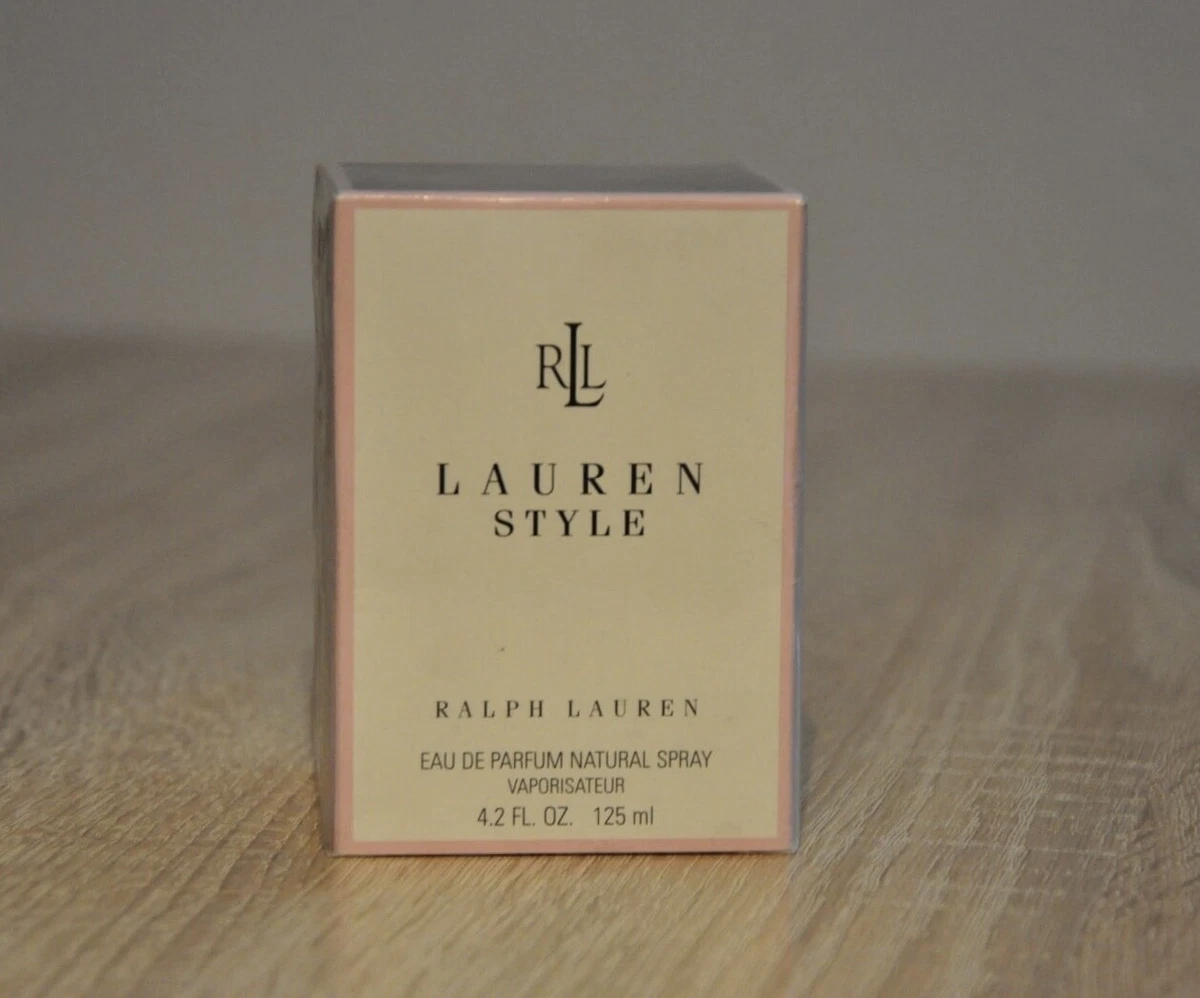 RLL
LAUREN
STYLE
RALPH LAUREN
EAU DE PARFUM NATURAL SPRAY
VAPORISATEUR
4.2 FL. OZ. 125 ml